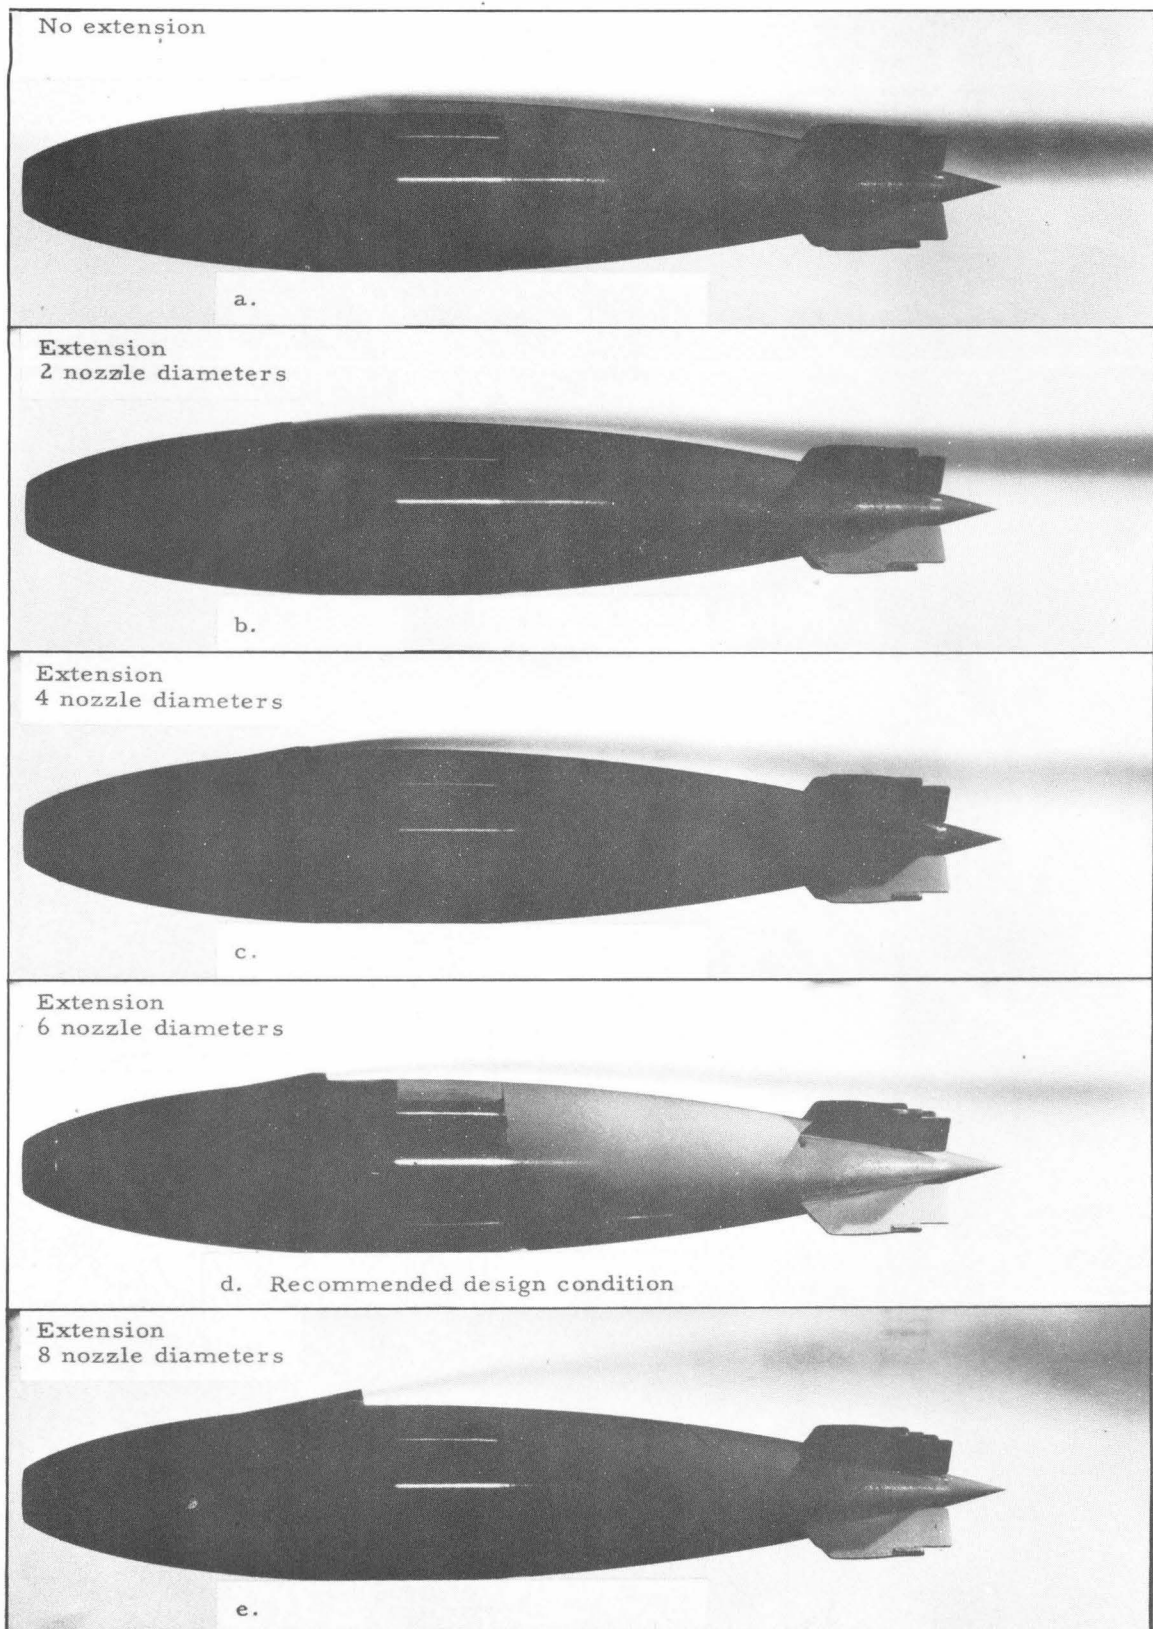 No extension
a.
Extension
2 nozzle diameters
b.
Extension
4 nozzle diameters
c.
Extension
6 nozzle diameters
d. Recommended design condition
Extension
8 nozzle diameters
e.